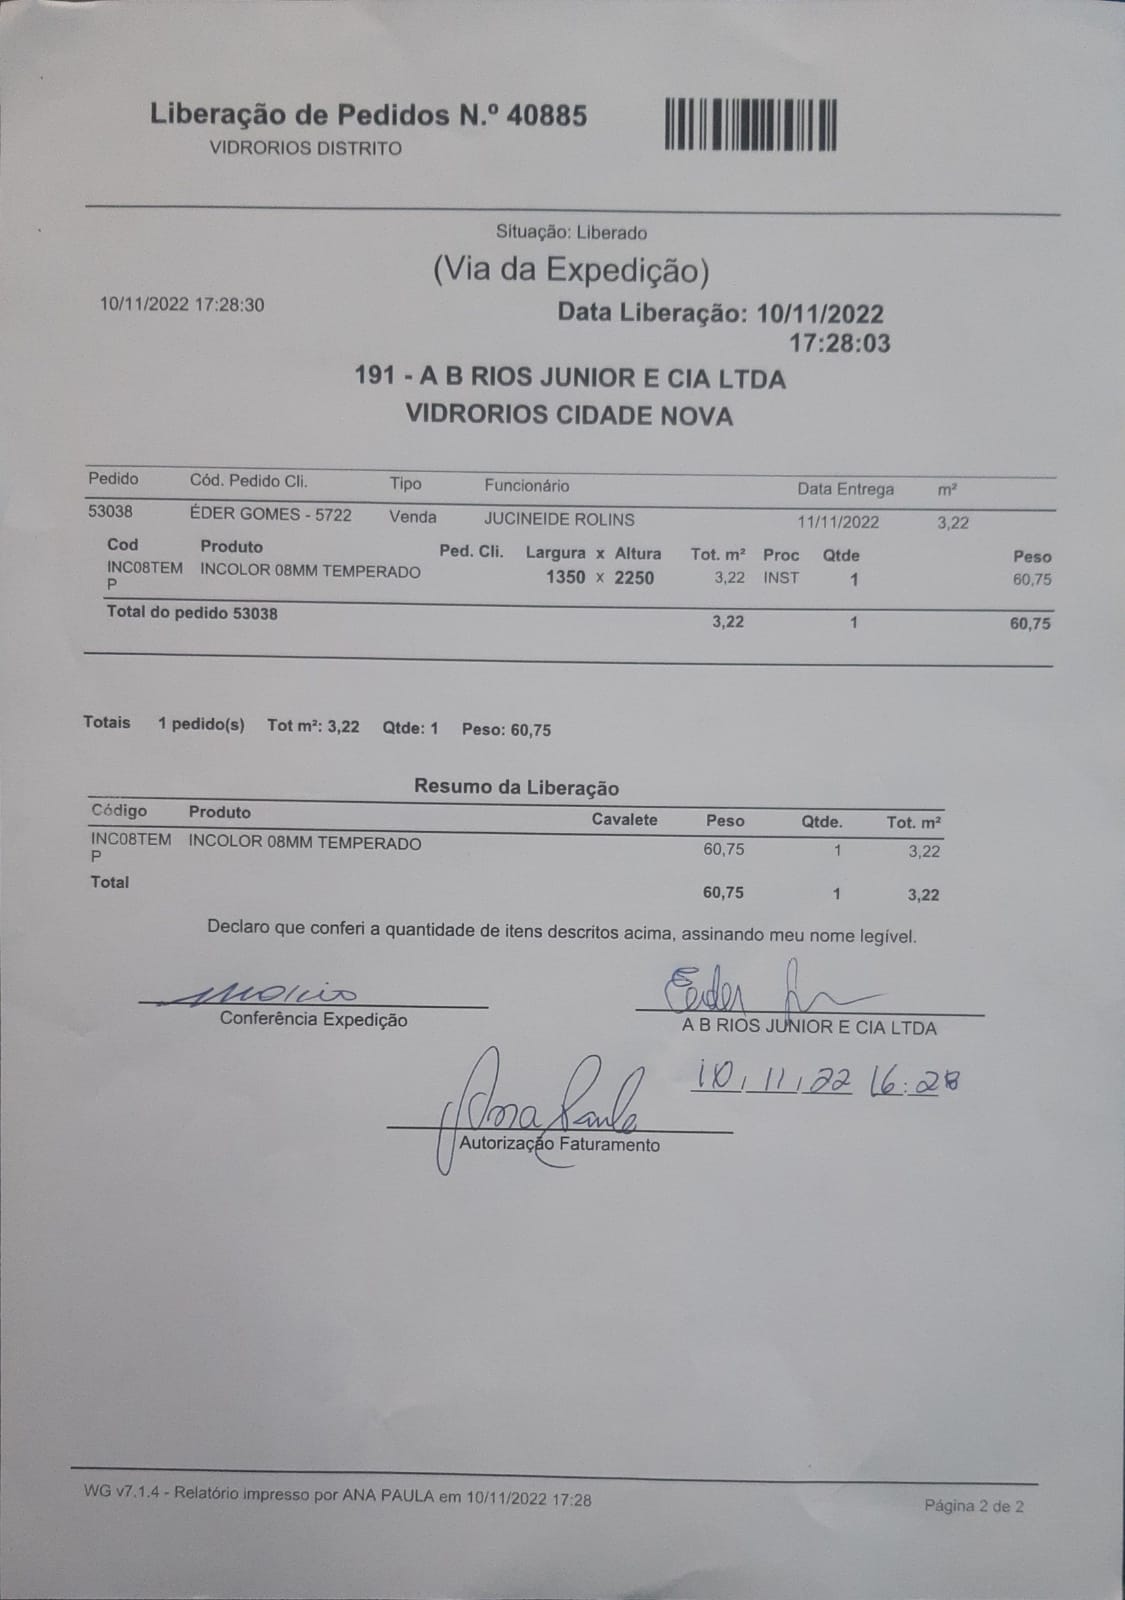 Liberação de Pedidos N.º 40885
VIDRORIOS DISTRITO
Situação: Liberado
(Via da Expedição)
10/11/2022 17:28:30
Data Liberação: 10/11/2022
17:28:03
191 - A B RIOS JUNIOR E CIA LTDA
VIDRORIOS CIDADE NOVA
Pedido Cód. Pedido Cli. Tipo Funcionário Data Entrega m²
53038 ÉDER GOMES - 5722 Venda JUCINEIDE ROLINS 11/11/2022 3,22
Cod Produto Ped. Cli. Largura x Altura Tot. m² Proc Qtde Peso
INC08TEM INCOLOR 08MM TEMPERADO 1350 x 2250 3,22 INST 1 60,75
P
Total do pedido 53038 3,22 1 60,75
Totais 1 pedido(s) Tot m²: 3,22 Qtde: 1 Peso: 60,75
Resumo da Liberação
Código Produto Cavalete Peso Qtde. Tot. m²
INC08TEM INCOLOR 08MM TEMPERADO 60,75 1 3,22
P
Total 60,75 1 3,22
Declaro que conferi a quantidade de itens descritos acima, assinando meu nome legível.
Eeder
Conferência Expedição A B RIOS JUNIOR E CIA LTDA
10, 11, 22 16:28
Ana Paula
Autorização Faturamento
WG v7.1.4 - Relatório impresso por ANA PAULA em 10/11/2022 17:28
Página 2 de 2